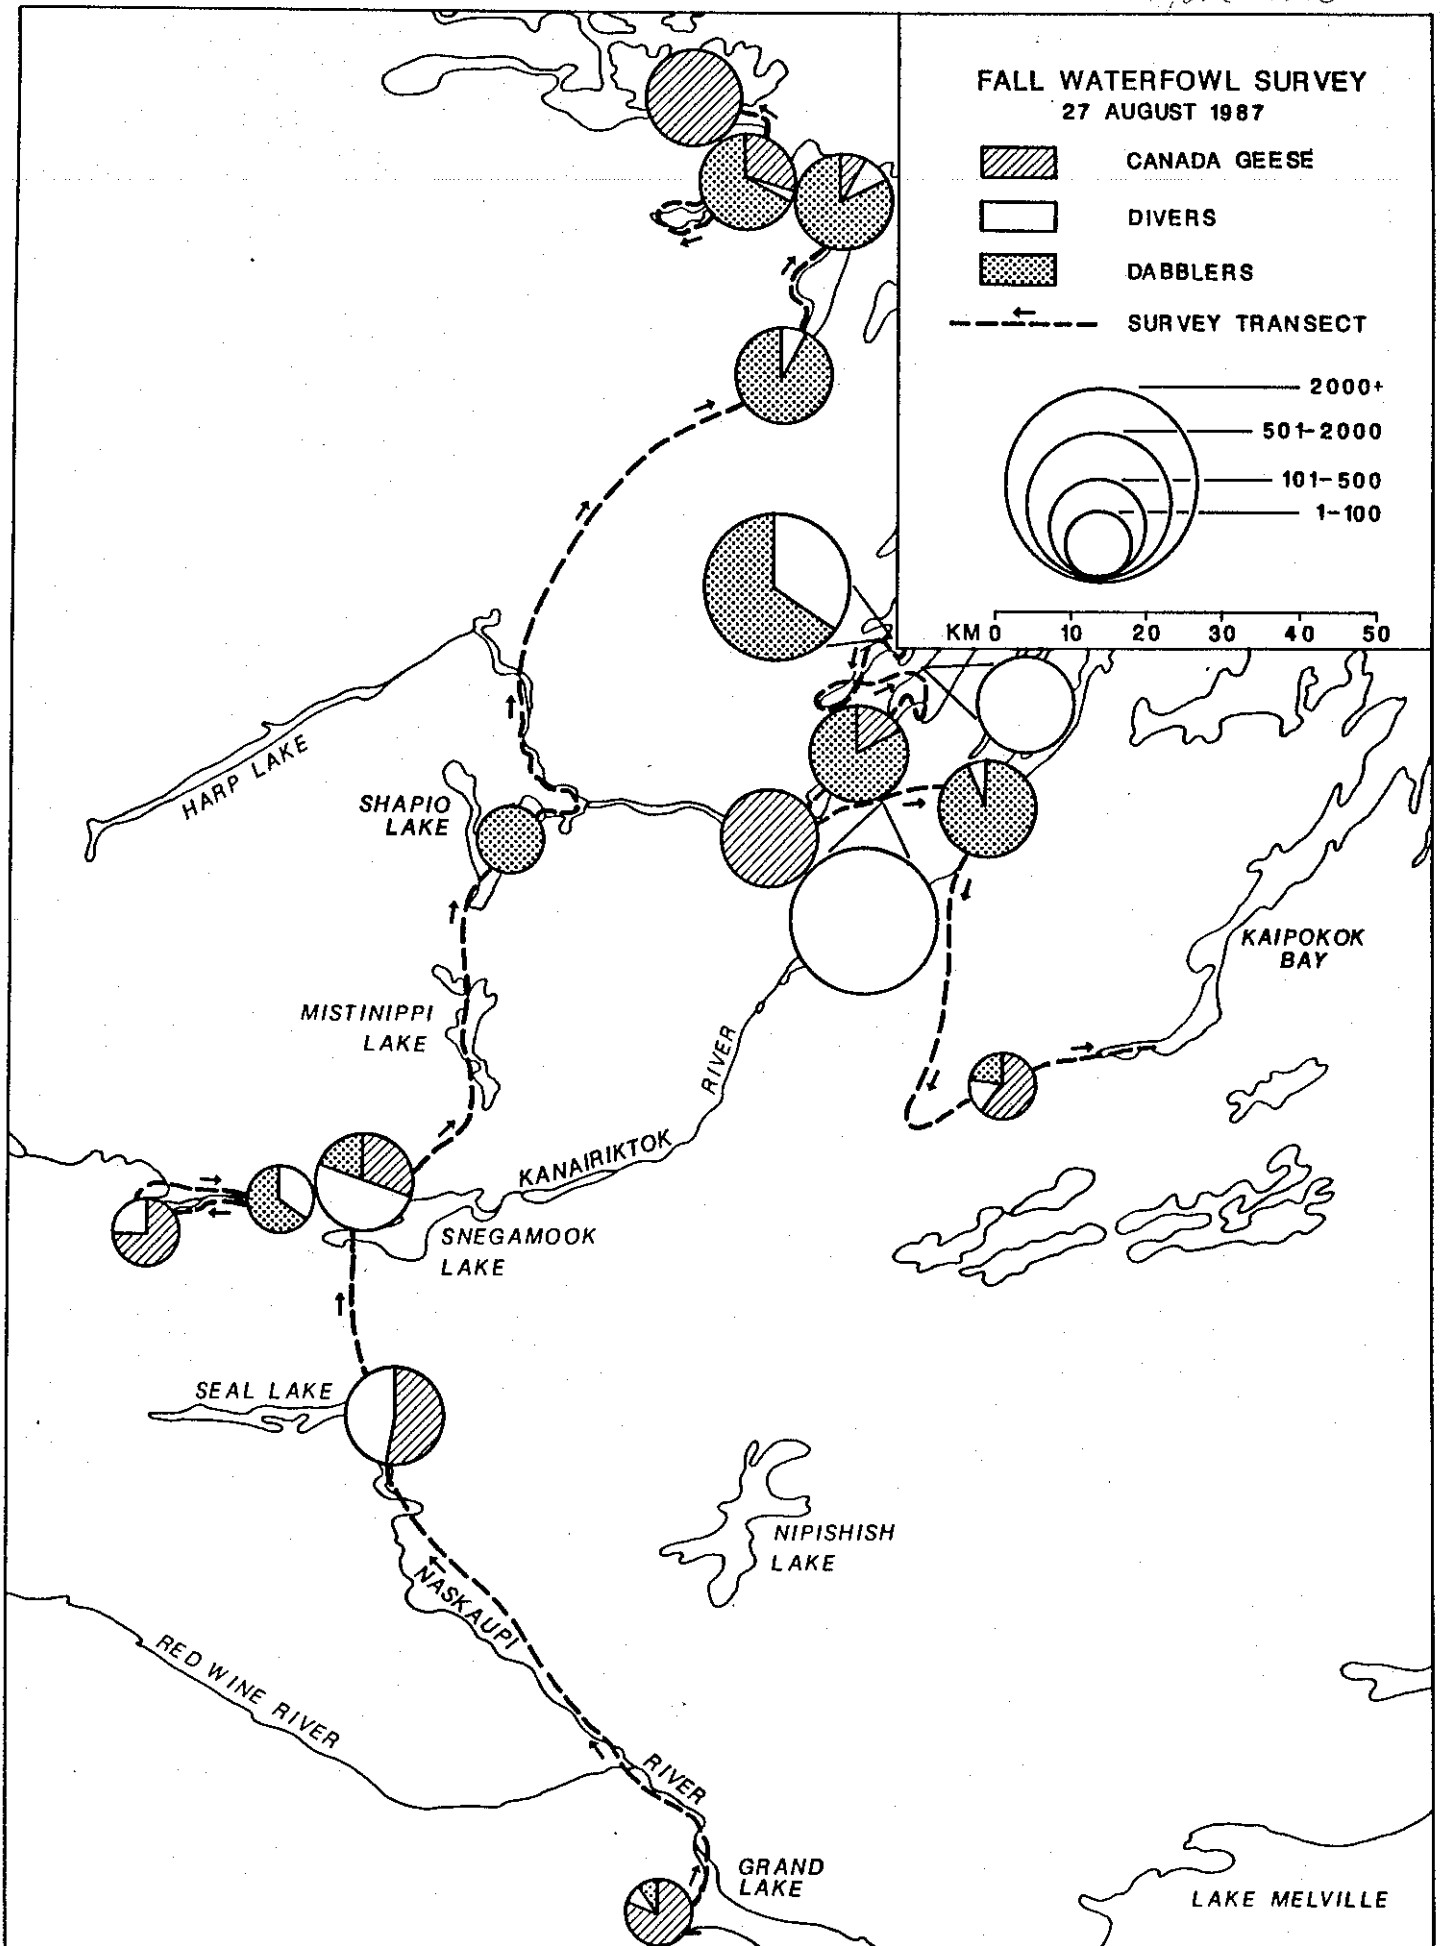 FALL WATERFOWL SURVEY
27 AUGUST 1987
CANADA GEESE
DIVERS
DABBLERS
SURVEY TRANSECT
2000+
501-2000
101-500
1-100
KM 0 10 20 30 40 50
HARP LAKE
SHAPIO
LAKE
KAIPOKOK
BAY
MISTINIPPI
LAKE
RIVER
KANAIRIKTOK
SNEGAMOOK
LAKE
SEAL LAKE
NIPISHISH
LAKE
NASKAUPI
RED WINE RIVER
RIVER
GRAND
LAKE
LAKE MELVILLE